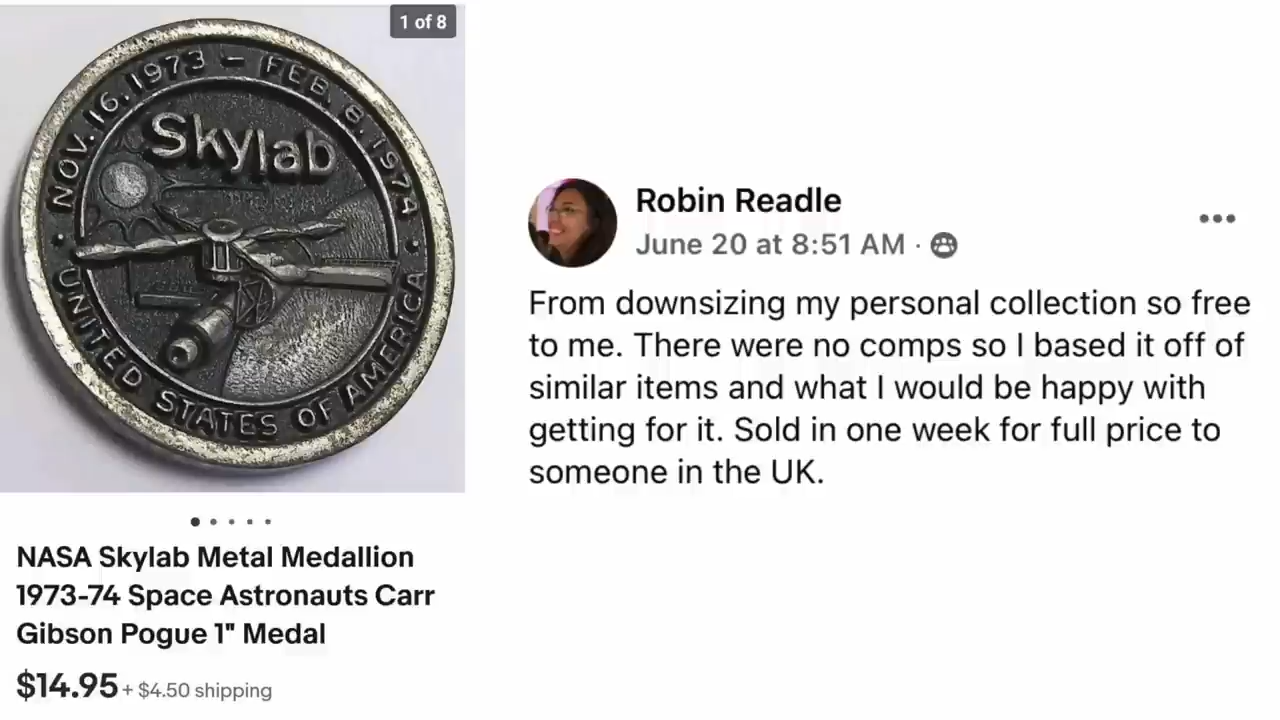 1 of 8
NOV. 16, 1973 – FEB. 8, 1974
Skylab
· UNITED STATES OF AMERICA ·
NASA Skylab Metal Medallion
1973-74 Space Astronauts Carr
Gibson Pogue 1" Medal
$14.95 + $4.50 shipping
Robin Readle
June 20 at 8:51 AM ·
From downsizing my personal collection so free
to me. There were no comps so I based it off of
similar items and what I would be happy with
getting for it. Sold in one week for full price to
someone in the UK.